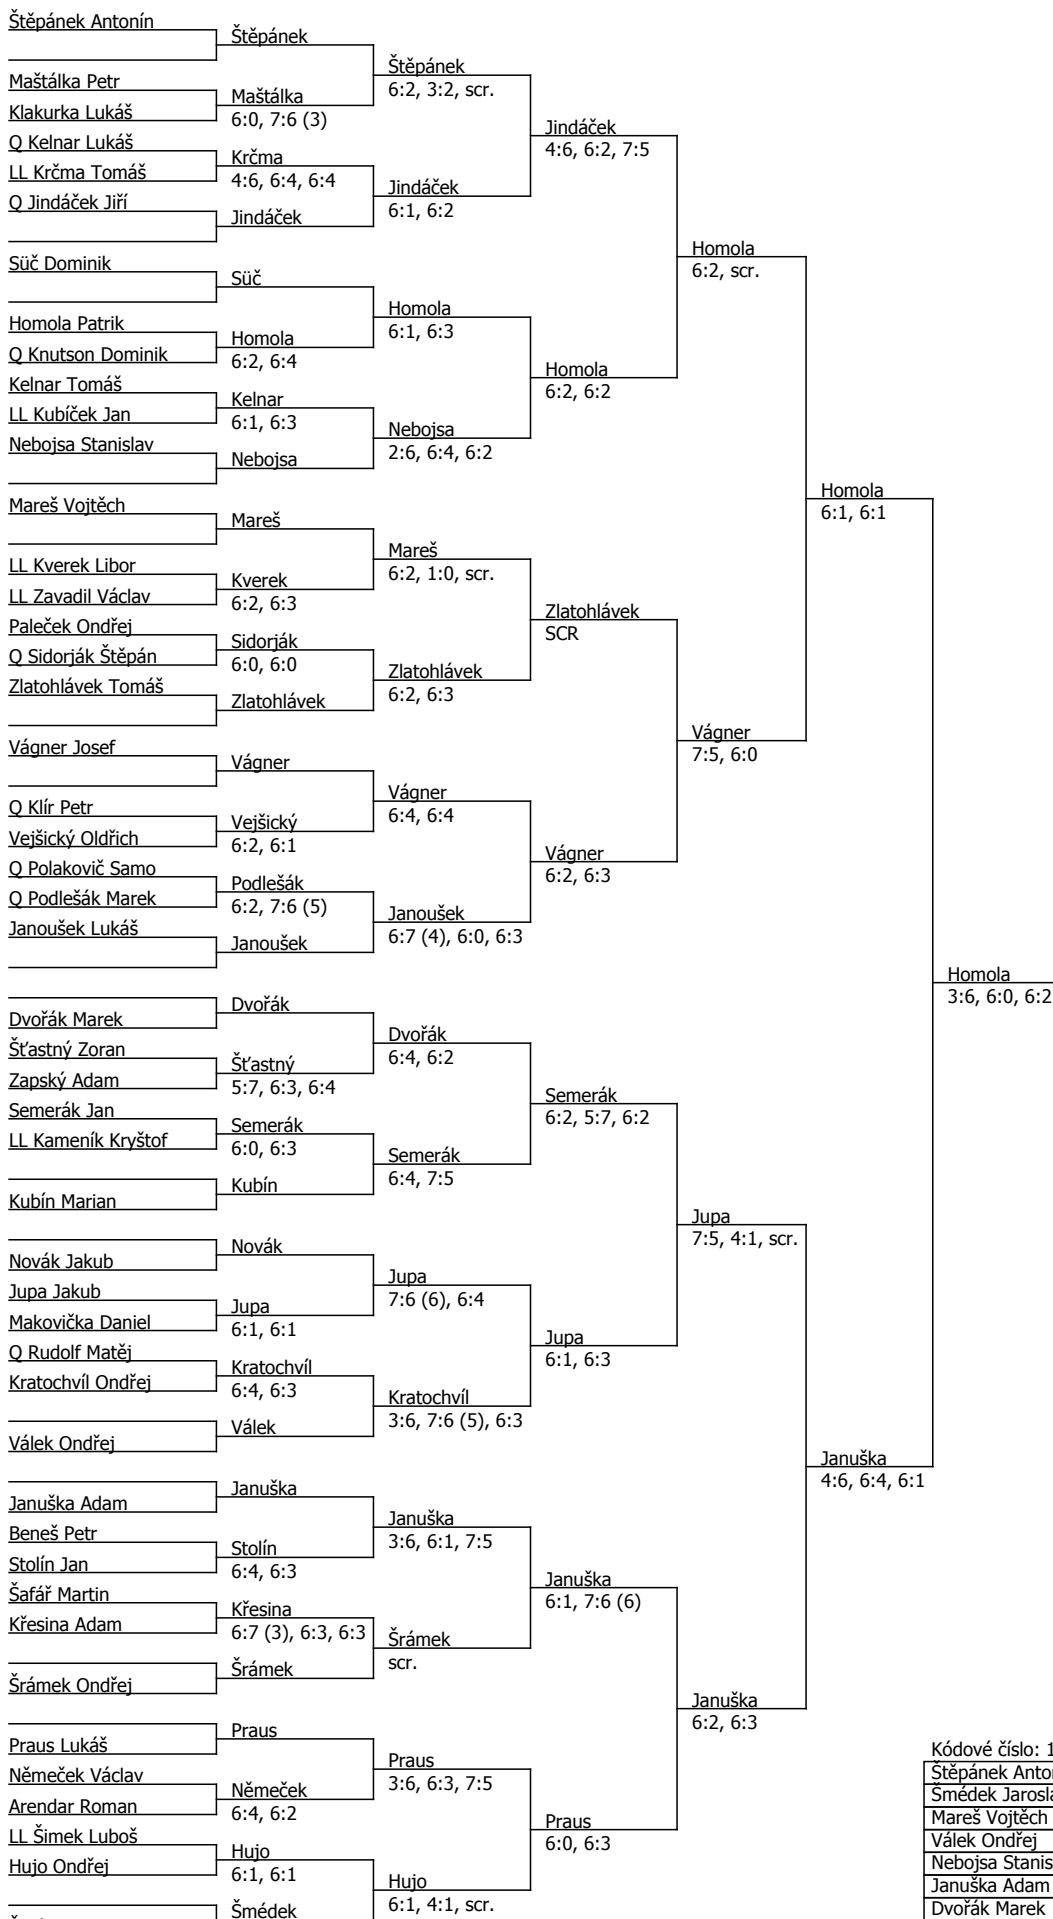 Štěpánek Antonín
Štěpánek
Štěpánek
6:2, 3:2, scr.
Maštálka Petr
Maštálka
Klakurka Lukáš
6:0, 7:6 (3)
Jindáček
4:6, 6:2, 7:5
Q Kelnar Lukáš
Krčma
LL Krčma Tomáš
4:6, 6:4, 6:4
Jindáček
6:1, 6:2
Q Jindáček Jiří
Jindáček
Homola
6:2, scr.
Süč Dominik
Süč
Homola
6:1, 6:3
Homola Patrik
Homola
Q Knutson Dominik
6:2, 6:4
Homola
6:2, 6:2
Kelnar Tomáš
Kelnar
LL Kubíček Jan
6:1, 6:3
Nebojsa
2:6, 6:4, 6:2
Nebojsa Stanislav
Nebojsa
Homola
6:1, 6:1
Mareš Vojtěch
Mareš
Mareš
6:2, 1:0, scr.
LL Kverek Libor
Kverek
LL Zavadil Václav
6:2, 6:3
Zlatohlávek
SCR
Paleček Ondřej
Sidorják
Q Sidorják Štěpán
6:0, 6:0
Zlatohlávek
6:2, 6:3
Zlatohlávek Tomáš
Zlatohlávek
Vágner
7:5, 6:0
Vágner Josef
Vágner
Vágner
6:4, 6:4
Q Klír Petr
Vejšický
Vejšický Oldřich
6:2, 6:1
Vágner
6:2, 6:3
Q Polakovič Samo
Podlešák
Q Podlešák Marek
6:2, 7:6 (5)
Janoušek
6:7 (4), 6:0, 6:3
Janoušek Lukáš
Janoušek
Homola
3:6, 6:0, 6:2
Dvořák
Dvořák Marek
Dvořák
6:4, 6:2
Šťastný Zoran
Šťastný
Zapský Adam
5:7, 6:3, 6:4
Semerák
6:2, 5:7, 6:2
Semerák Jan
Semerák
LL Kameník Kryštof
6:0, 6:3
Semerák
6:4, 7:5
Kubín
Kubín Marian
Jupa
7:5, 4:1, scr.
Novák
Novák Jakub
Jupa
7:6 (6), 6:4
Jupa Jakub
Jupa
Makovička Daniel
6:1, 6:1
Jupa
6:1, 6:3
Q Rudolf Matěj
Kratochvíl
Kratochvíl Ondřej
6:4, 6:3
Kratochvíl
3:6, 7:6 (5), 6:3
Válek
Válek Ondřej
Januška
4:6, 6:4, 6:1
Januška
Januška Adam
Januška
3:6, 6:1, 7:5
Beneš Petr
Stolín
Stolín Jan
6:4, 6:3
Januška
6:1, 7:6 (6)
Šafář Martin
Křesina
Křesina Adam
6:7 (3), 6:3, 6:3
Šrámek
scr.
Šrámek
Šrámek Ondřej
Januška
6:2, 6:3
Praus
Praus Lukáš
Praus
3:6, 6:3, 7:5
Němeček Václav
Němeček
Arendar Roman
6:4, 6:2
Praus
6:0, 6:3
LL Šimek Luboš
Hujo
Hujo Ondřej
6:1, 6:1
Hujo
6:1, 4:1, scr.
Šmédek
Kódové číslo: 1
Štěpánek Anto
Šmédek Jarosla
Mareš Vojtěch
Válek Ondřej
Nebojsa Stanis
Januška Adam
Dvořák Marek